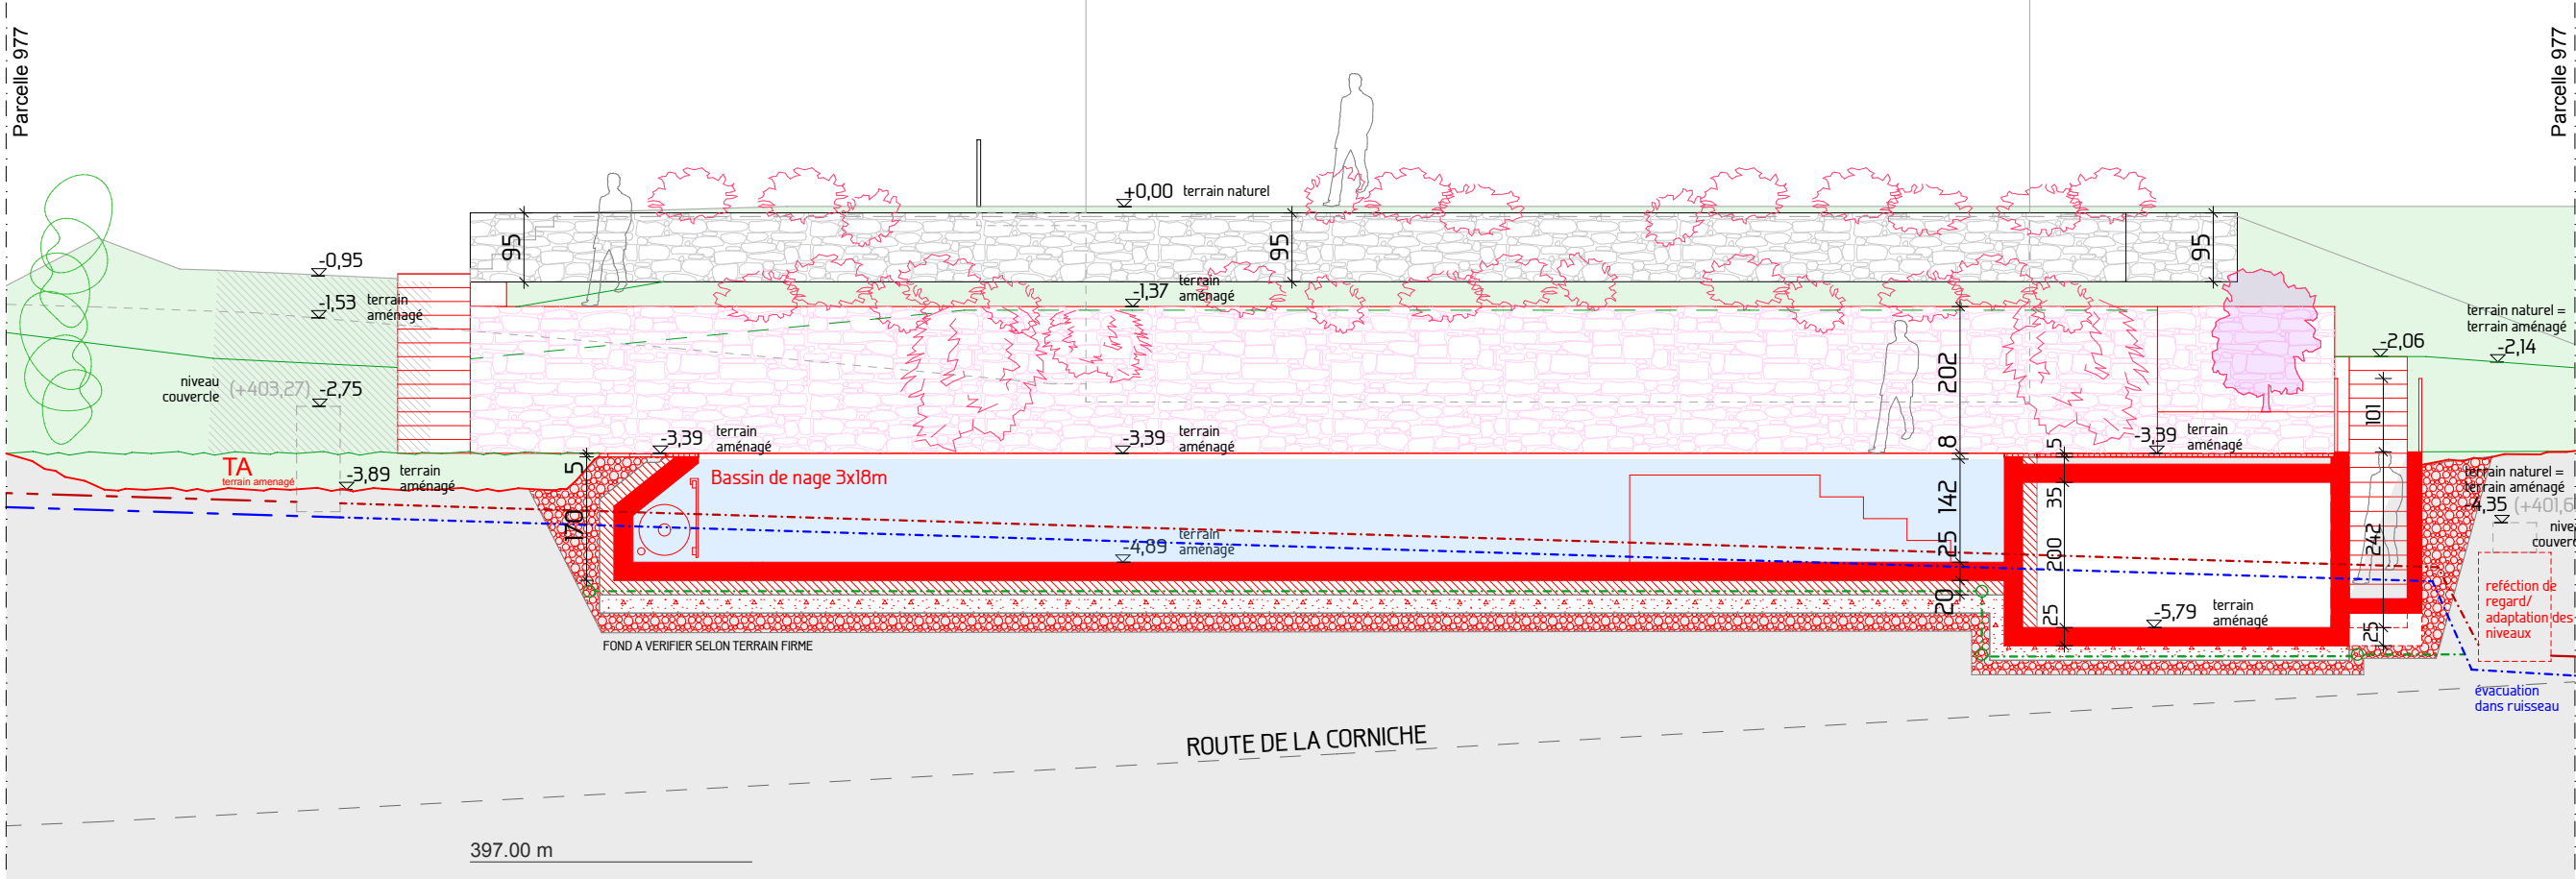 Parcelle 977
Parcelle 977
+0,00 terrain naturel
95
95
95
-0,95
-1,53 terrain
aménagé
-1,37 terrain
aménagé
niveau
couvercle (+403,27) -2,75
202
-2,06
terrain naturel =
terrain aménagé
-2,14
101
TA
terrain amenagé
-3,89 terrain
aménagé
-3,39 terrain
aménagé
-3,39 terrain
aménagé
-3,39 terrain
aménagé
8
5
5
Bassin de nage 3x18m
170
142
35
terrain naturel =
terrain aménagé
-4,35 (+401,6
nive
couverc
242
-4,89 terrain
aménagé
25
200
20
25
-5,79 terrain
aménagé
25
reféction de
regard/
adaptation des
niveaux
FOND A VERIFIER SELON TERRAIN FIRME
évacuation
dans ruisseau
ROUTE DE LA CORNICHE
397.00 m